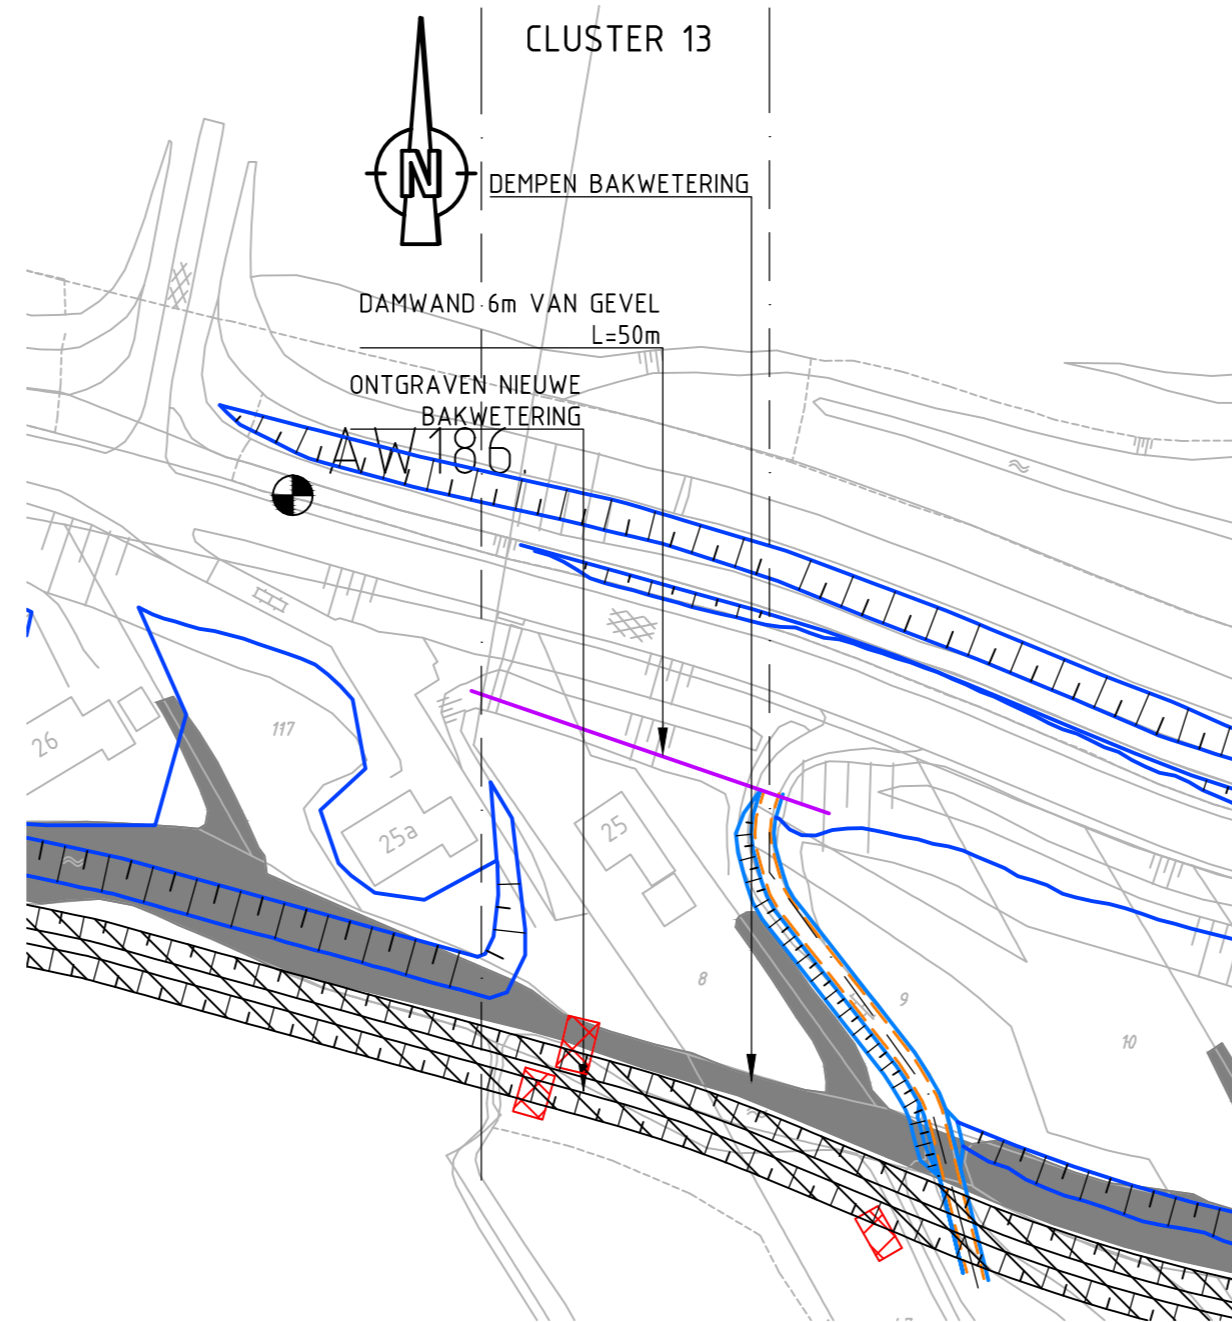 CLUSTER 13
N
DEMPEN BAKWETERING
DAMWAND 6m VAN GEVEL
L=50m
ONTGRAVEN NIEUWE
BAKWETERING
AW186.
26
117
25a
25
8
9
10